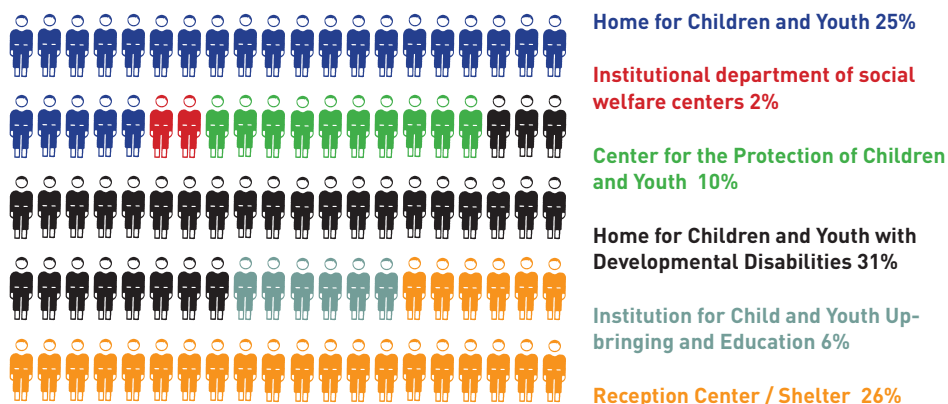 Home for Children and Youth 25%
Institutional department of social
welfare centers 2%
Center for the Protection of Children
and Youth 10%
Home for Children and Youth with
Developmental Disabilities 31%
Institution for Child and Youth Up-
bringing and Education 6%
Reception Center / Shelter 26%